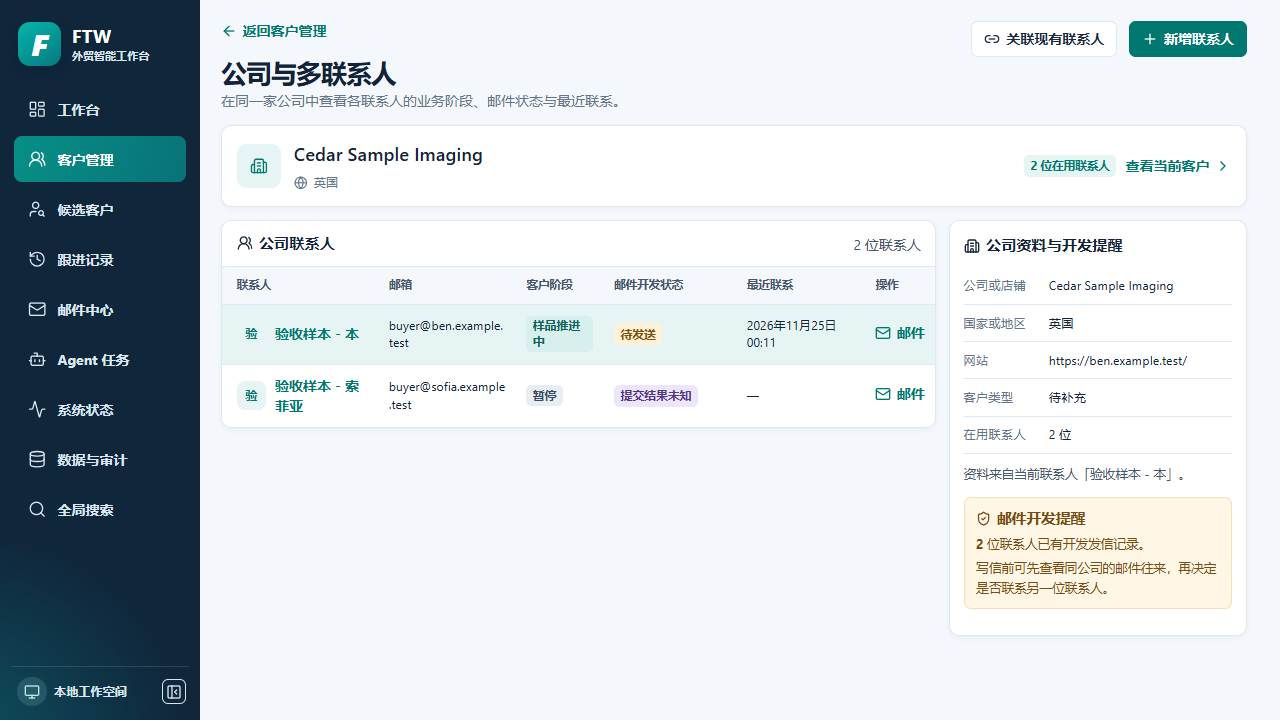 F
FTW
外贸智能工作台
工作台
客户管理
候选客户
跟进记录
邮件中心
Agent 任务
系统状态
数据与审计
全局搜索
本地工作空间
返回客户管理
公司与多联系人
在同一家公司中查看各联系人的业务阶段、邮件状态与最近联系。
关联现有联系人
新增联系人
Cedar Sample Imaging
英国
2 位在用联系人
查看当前客户
公司联系人
2 位联系人
联系人 邮箱 客户阶段 邮件开发状态 最近联系 操作
验 验收样本 - 本
buyer@ben.example.
test
样品推进
中
待发送
2026年11月25日
00:11
邮件
验 验收样本 - 索
菲亚
buyer@sofia.example
.test
暂停
提交结果未知
—
邮件
公司资料与开发提醒
公司或店铺 Cedar Sample Imaging
国家或地区 英国
网站 https://ben.example.test/
客户类型 待补充
在用联系人 2 位
资料来自当前联系人「验收样本 - 本」。
邮件开发提醒
2 位联系人已有开发发信记录。
写信前可先查看同公司的邮件往来，再决定
是否联系另一位联系人。